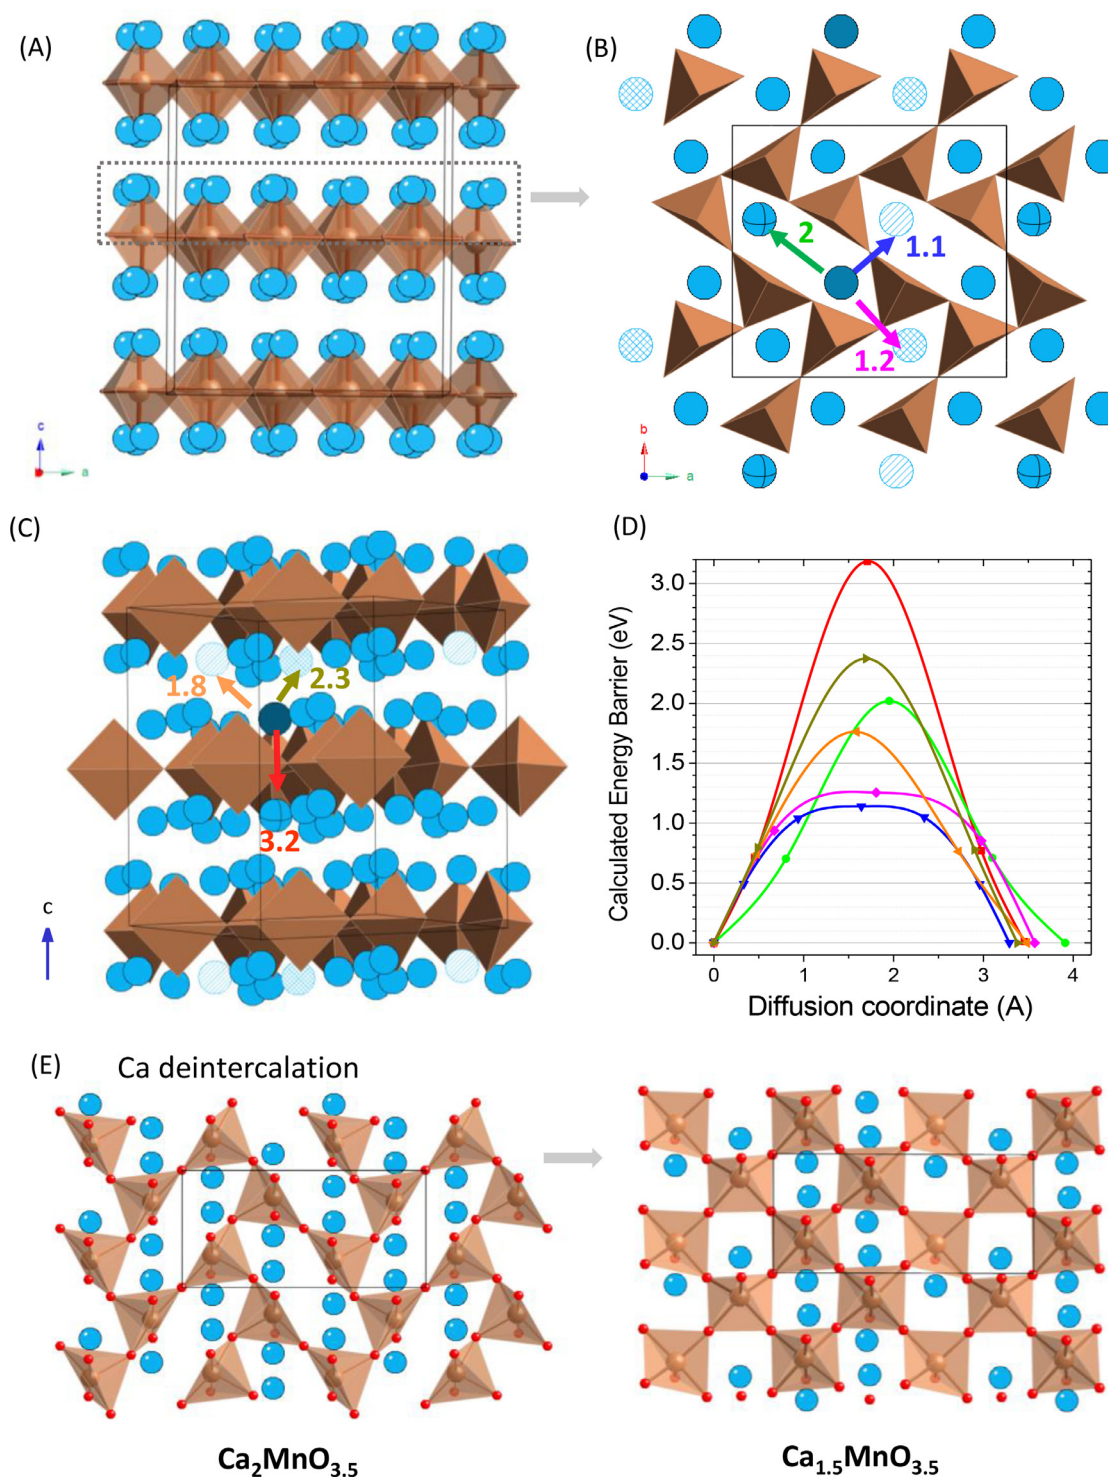 (A)
(B)
2
1.1
1.2
c
a
b
a
(C)
(D)
1.8
2.3
3.2
c
Calculated Energy Barrier (eV)
3.0
2.5
2.0
1.5
1.0
0.5
0.0
0 1 2 3 4
Diffusion coordinate (A)
(E) Ca deintercalation
Ca₂MnO₃.₅
Ca₁.₅MnO₃.₅